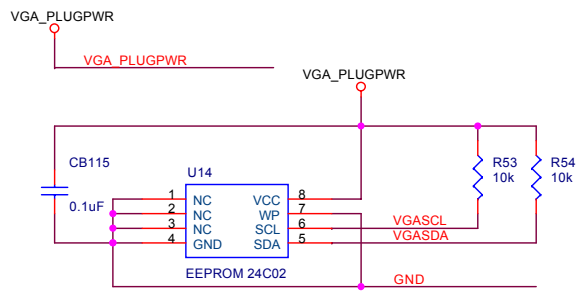 VGA_PLUGPWR
VGA_PLUGPWR
VGA_PLUGPWR
CB115
0.1uF
U14
1 NC VCC 8
2 NC WP 7
3 NC SCL 6
4 GND SDA 5
EEPROM 24C02
R53
10k
R54
10k
VGASCL
VGASDA
GND